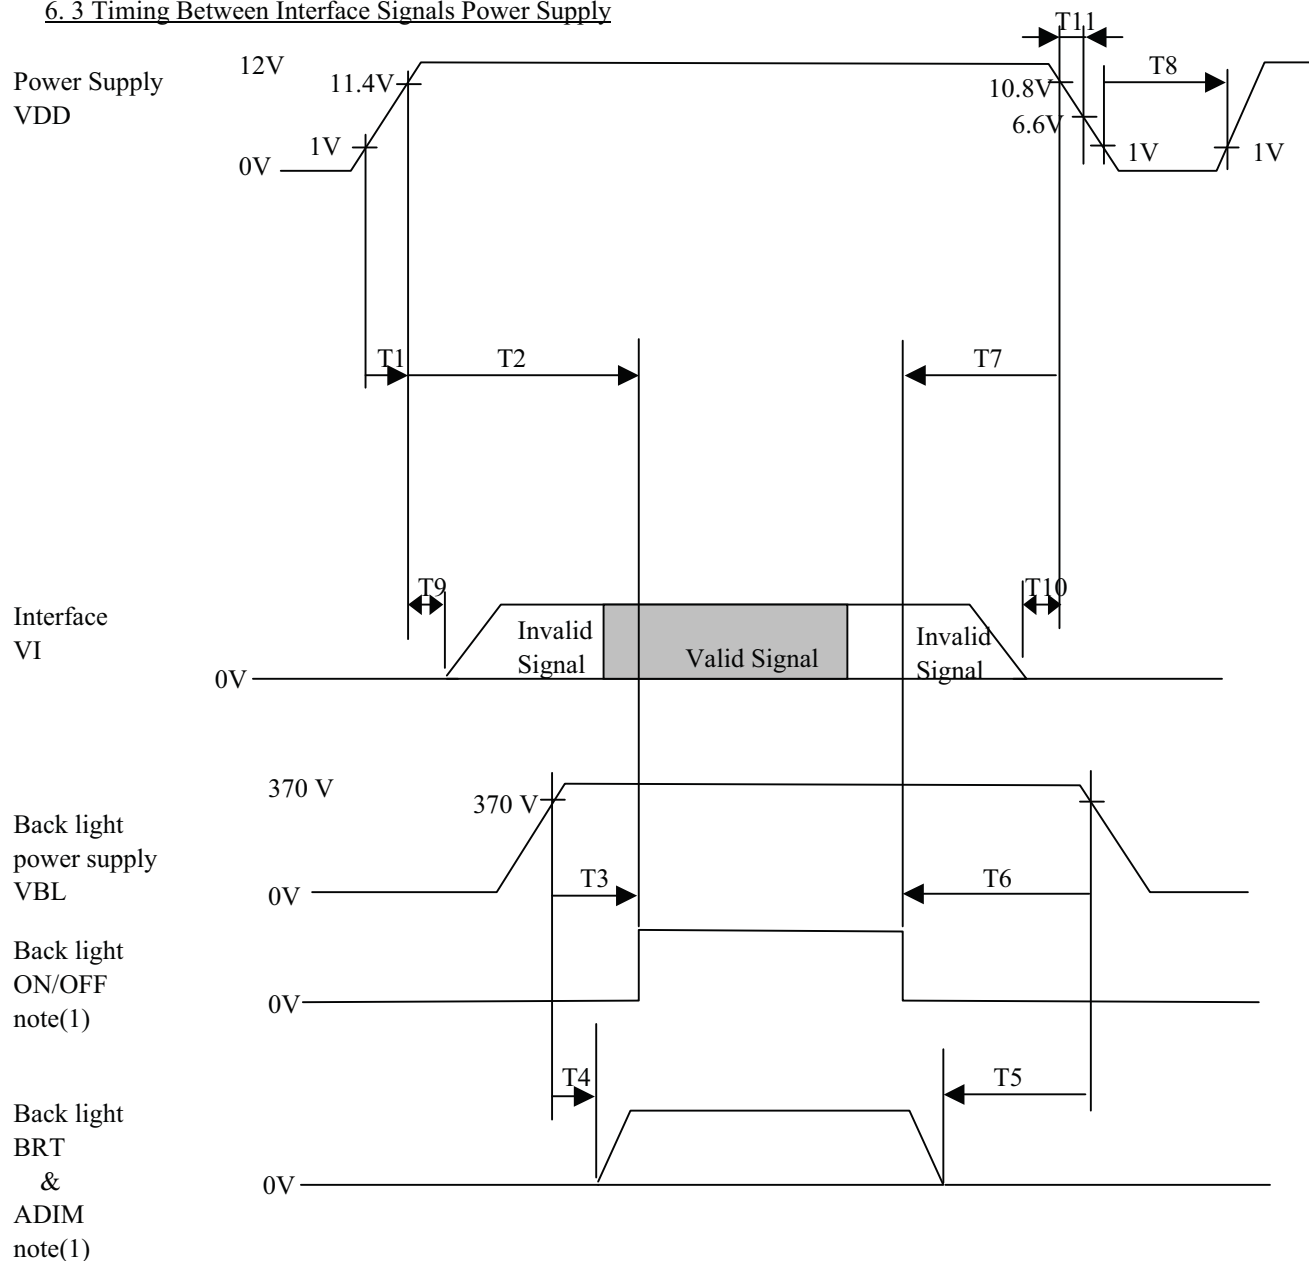 6. 3 Timing Between Interface Signals Power Supply
T11
12V
T8
Power Supply
VDD
11.4V
10.8V
6.6V
1V
1V
1V
0V
T1
T2
T7
T9
T10
Interface
VI
Invalid
Signal
Valid Signal
Invalid
Signal
0V
370 V
370 V
Back light
power supply
VBL
T3
T6
0V
Back light
ON/OFF
note(1)
0V
T4
T5
Back light
BRT
&
ADIM
note(1)
0V